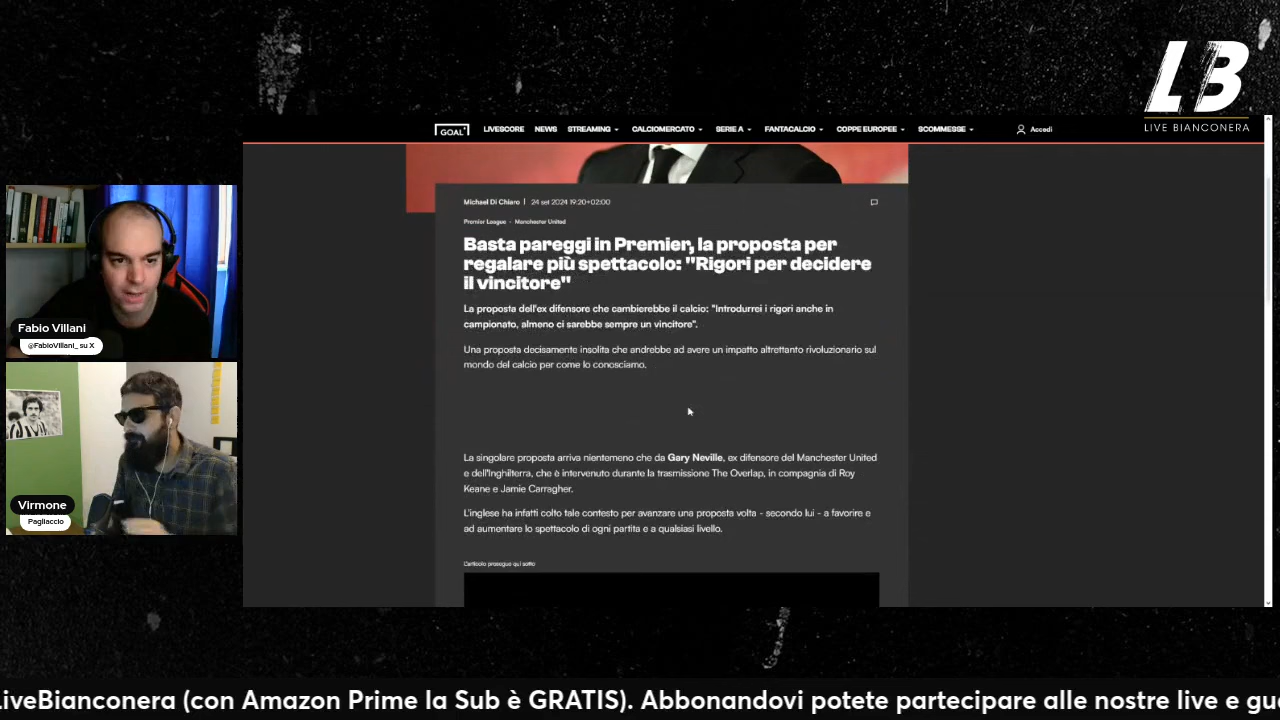 LB
LIVE BIANCONERA
GOAL
LIVESCORE NEWS STREAMING CALCIOMERCATO SERIE A FANTACALCIO COPPE EUROPEE SCOMMESSE Accedi
Michael Di Chiaro | 24 set 2024 19:20+02:00
Premier League - Manchester United
Basta pareggi in Premier, la proposta per
regalare più spettacolo: "Rigori per decidere
il vincitore"
La proposta dell'ex difensore che cambierebbe il calcio: "Introdurrei i rigori anche in
campionato, almeno ci sarebbe sempre un vincitore".
Una proposta decisamente insolita che andrebbe ad avere un impatto altrettanto rivoluzionario sul
mondo del calcio per come lo conosciamo.
La singolare proposta arriva nientemeno che da Gary Neville, ex difensore del Manchester United
e dell'Inghilterra, che è intervenuto durante la trasmissione The Overlap, in compagnia di Roy
Keane e Jamie Carragher.
L'inglese ha infatti colto tale contesto per avanzare una proposta volta - secondo lui - a favorire e
ad aumentare lo spettacolo di ogni partita e a qualsiasi livello.
L'articolo prosegue qui sotto
Fabio Villani
@FabioVillani_ su X
Virmone
Pagliaccio
LiveBianconera (con Amazon Prime la Sub è GRATIS). Abbonandovi potete partecipare alle nostre live e gu